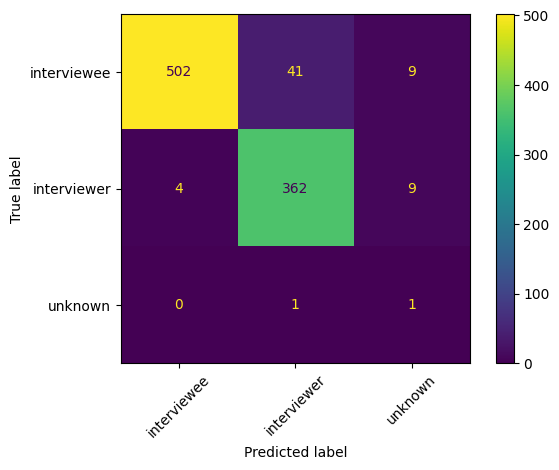 True label
interviewee
502
41
9
interviewer
4
362
9
unknown
0
1
1
interviewee
interviewer
unknown
Predicted label
500
400
300
200
100
0